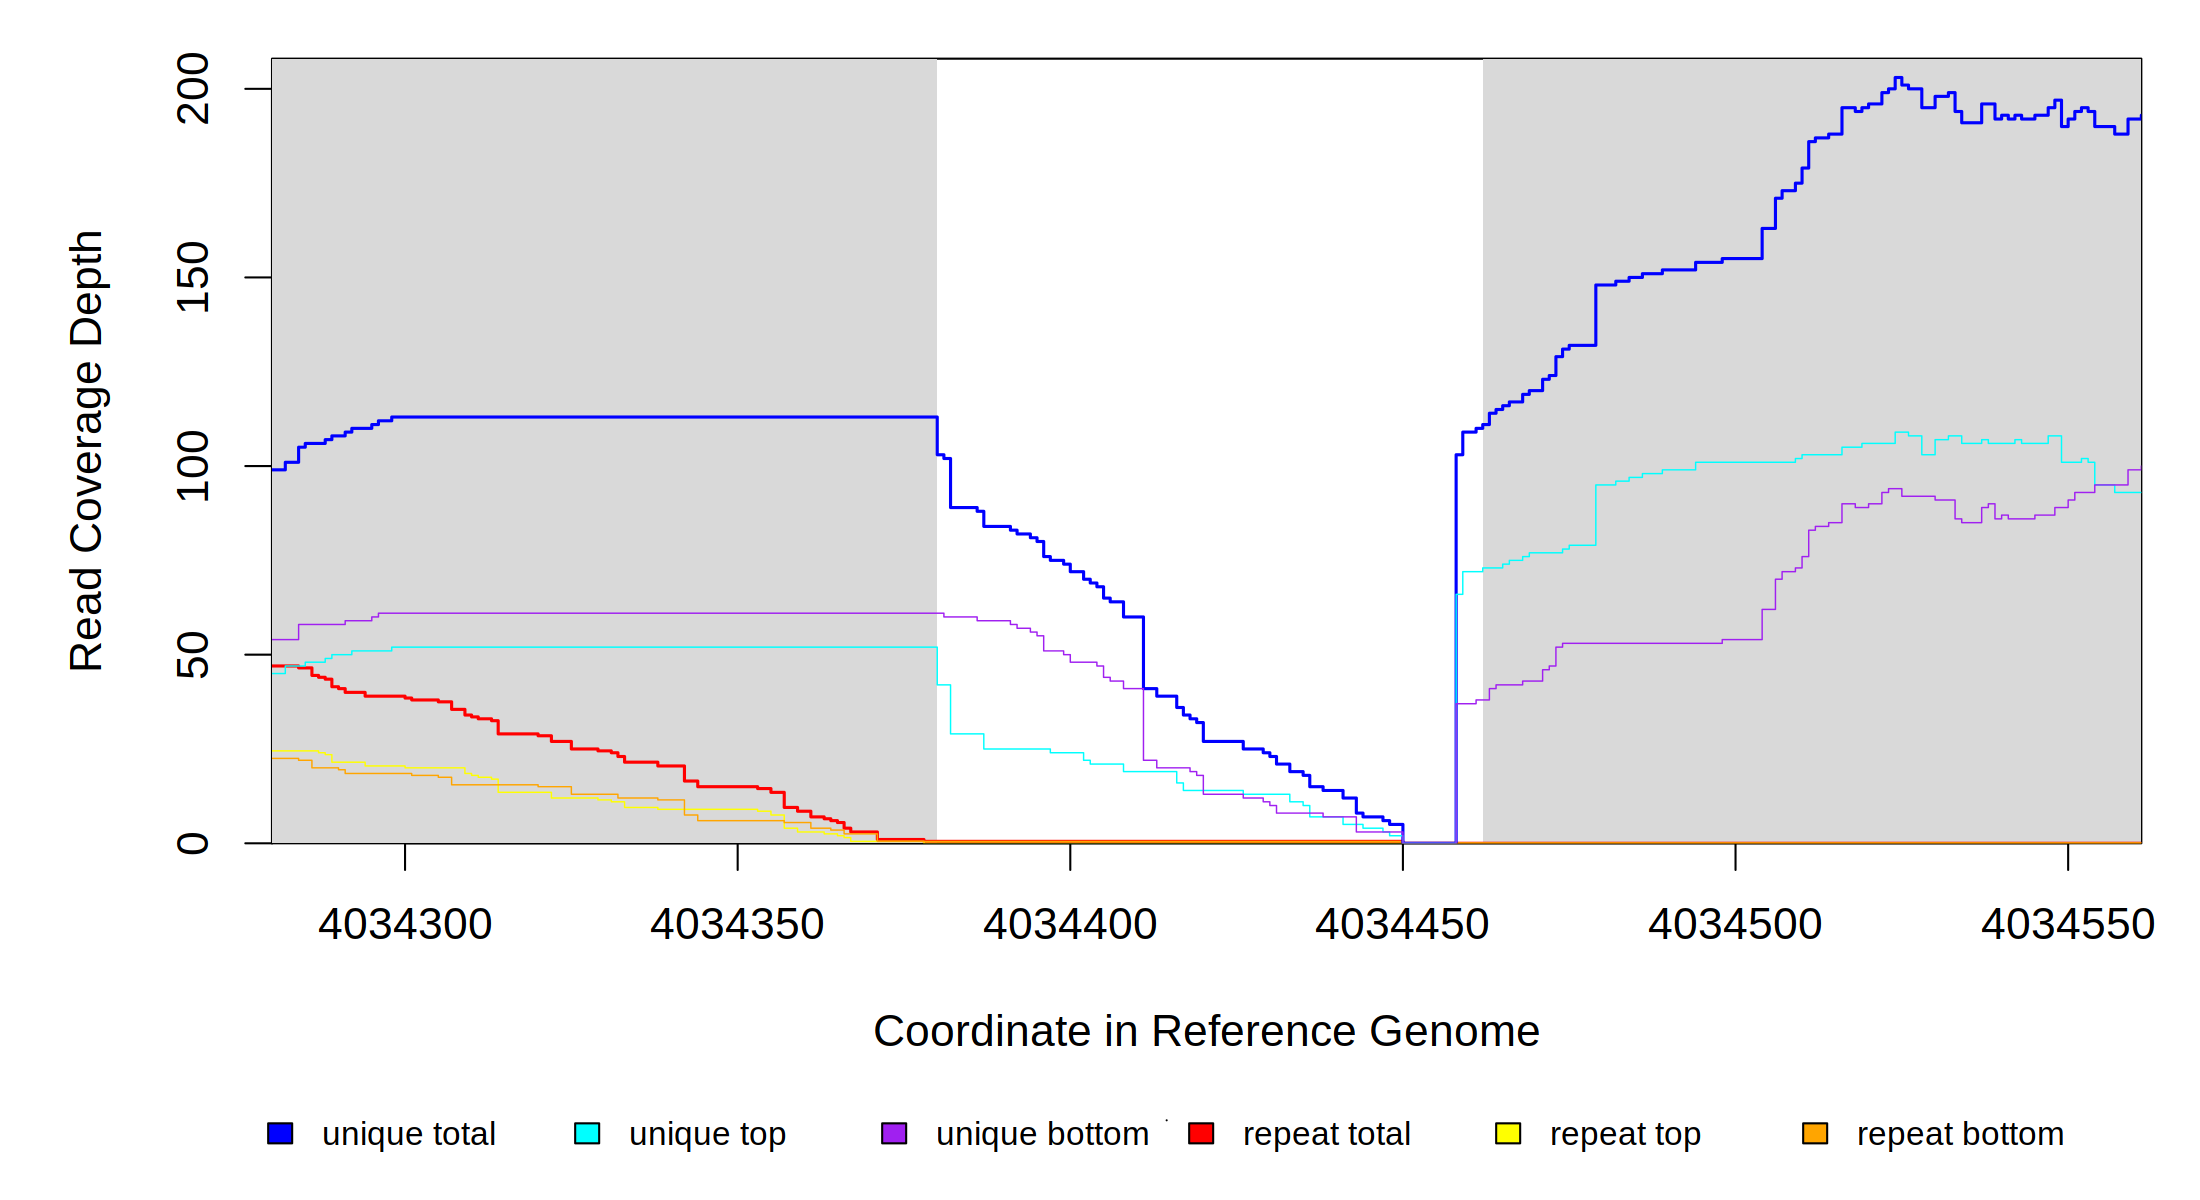 200
150
100
50
0
Read Coverage Depth
4034300 4034350 4034400 4034450 4034500 4034550
Coordinate in Reference Genome
unique total unique top unique bottom repeat total repeat top repeat bottom